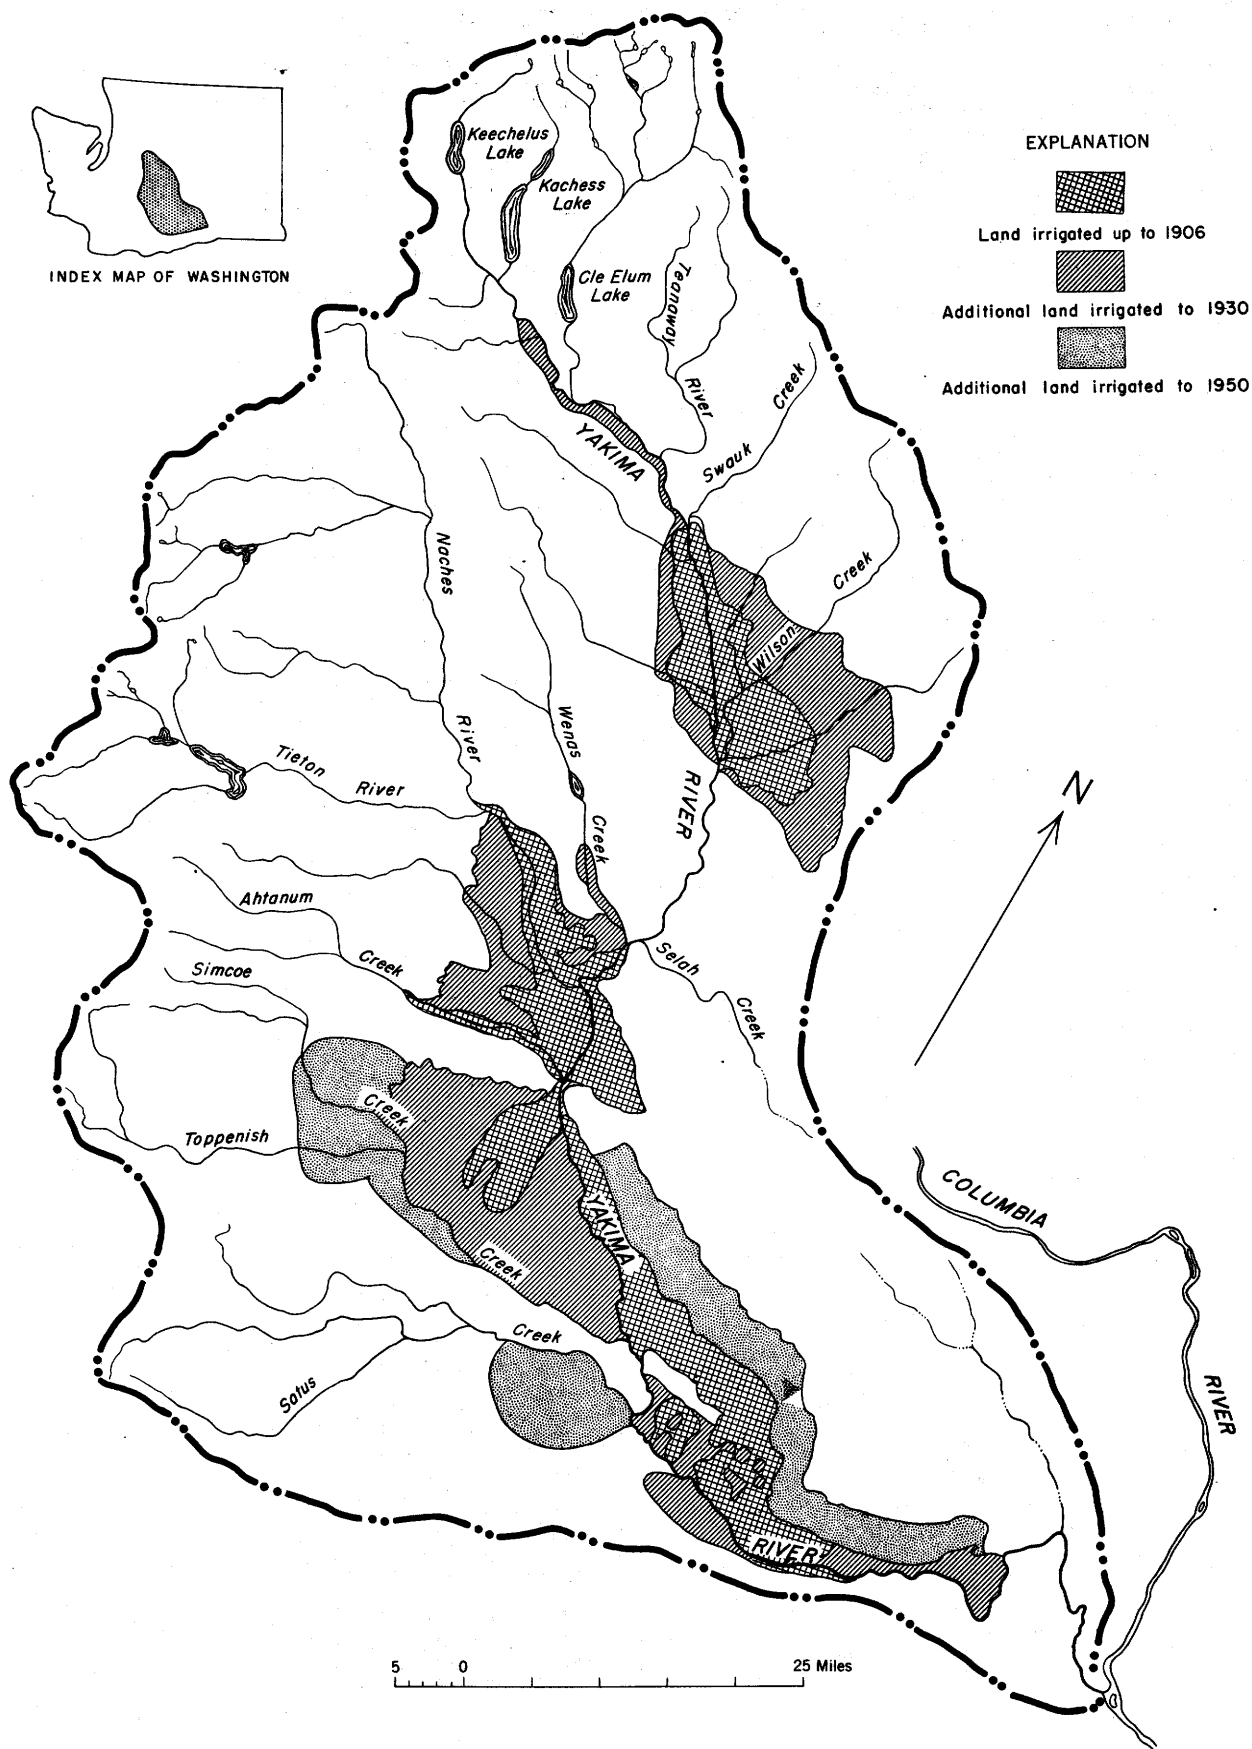 EXPLANATION
Land irrigated up to 1906
Additional land irrigated to 1930
Additional land irrigated to 1950
INDEX MAP OF WASHINGTON
Keechelus
Lake
Kachess
Lake
Cle Elum
Lake
Teanaway
River
Swauk
Creek
YAKIMA
Wilson
Creek
Naches
River
Wenas
Creek
RIVER
Tieton
River
N
Ahtanum
Creek
Selah
Creek
Simcoe
Creek
Toppenish
Creek
YAKIMA
COLUMBIA
RIVER
Satus
Creek
RIVER
5
0
25 Miles